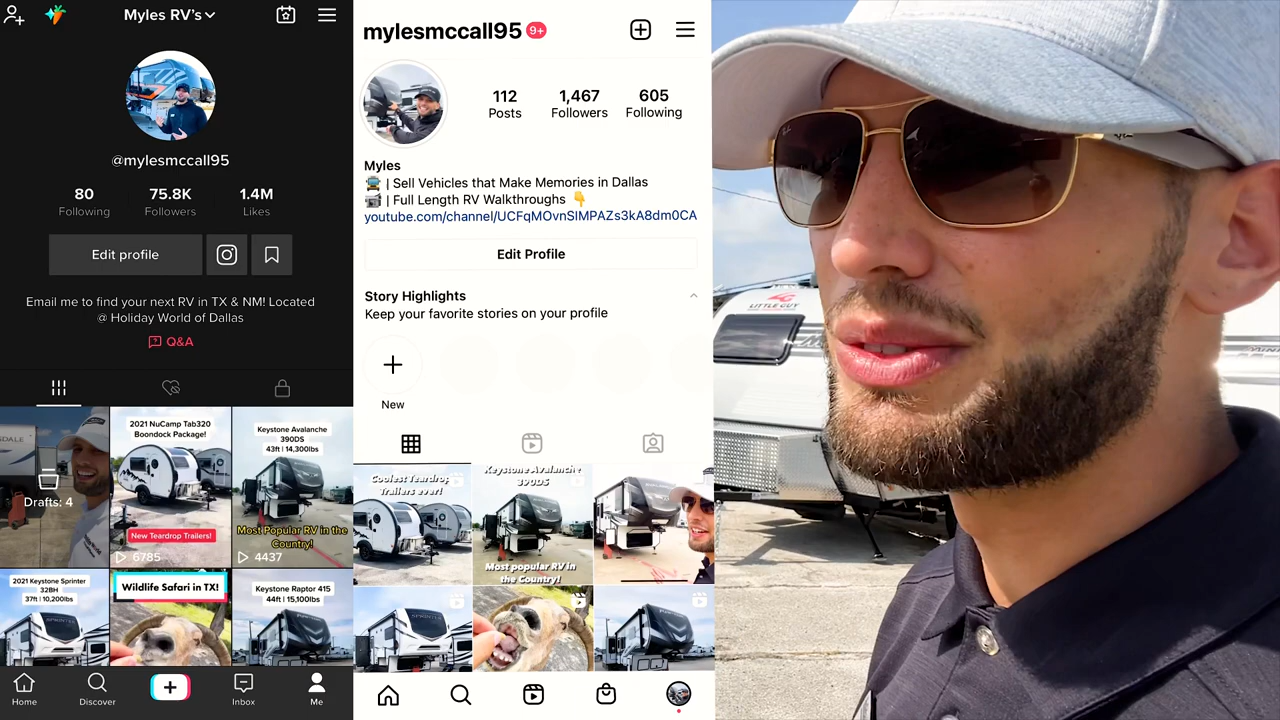 Myles RV's
@mylesmccall95
80
75.8K
1.4M
Following
Followers
Likes
Edit profile
Email me to find your next RV in TX & NM! Located
@ Holiday World of Dallas
Q&A
Drafts: 4
2021 NuCamp Tab320
Boondock Package!
New Teardrop Trailers!
6785
Keystone Avalanche
390DS
43ft | 14,300lbs
Most Popular RV in the
Country!
4437
2021 Keystone Sprinter
32BH
37ft | 10,200lbs
Wildlife Safari in TX!
Keystone Raptor 415
44ft | 15,100lbs
Home
Discover
Inbox
Me
mylesmccall95
9+
112
1,467
605
Posts
Followers
Following
Myles
| Sell Vehicles that Make Memories in Dallas
| Full Length RV Walkthroughs
youtube.com/channel/UCFqMOvnSIMPAZs3kA8dm0CA
Edit Profile
Story Highlights
Keep your favorite stories on your profile
New
Coolest Teardrop
Trailers ever!
Keystone Avalanche
390DS
Most popular RV in
the Country!
SPRINTER
Ray-Ban
LITTLE GUY